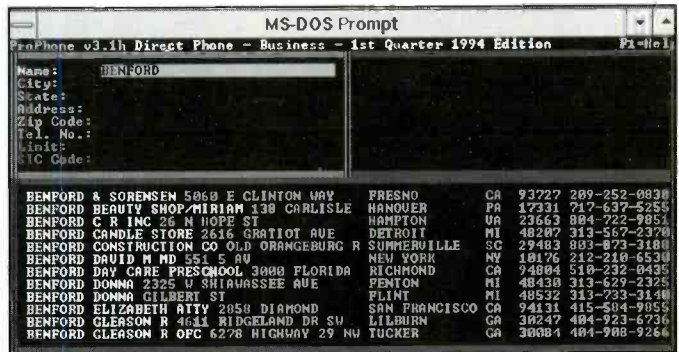 MS-DOS Prompt
ProPhone v3.1h Direct Phone - Business - 1st Quarter 1994 Edition F1=Hel
Name: BENFORD
City:
State:
Address:
Zip Code:
Tel. No.:
Limit:
SIC Code:
BENFORD & SORENSEN 5060 E CLINTON WAY FRESNO CA 93727 209-252-0830
BENFORD BEAUTY SHOP/MIRIAM 138 CARLISLE HANOVER PA 17331 717-637-5255
BENFORD C R INC 26 N HOPE ST HAMPTON VA 23663 804-722-9851
BENFORD CANDLE STORE 2616 GRATIOT AVE DETROIT MI 48207 313-567-2370
BENFORD CONSTRUCTION CO OLD ORANGEBURG R SUMMERVILLE SC 29483 803-873-3188
BENFORD DAVID M MD 551 5 AV NEW YORK NY 10176 212-210-6530
BENFORD DAY CARE PRESCHOOL 3000 FLORIDA RICHMOND CA 94804 510-232-0435
BENFORD DONNA 2325 W SHIAWASSEE AVE FENTON MI 48430 313-629-2325
BENFORD DONNA GILBERT ST FLINT MI 48532 313-733-3140
BENFORD ELIZABETH ATTY 2858 DIAMOND SAN FRANCISCO CA 94131 415-584-9855
BENFORD GLEASON R 4611 RIDGELAND DR SW LILBURN GA 30247 404-923-6736
BENFORD GLEASON R OFC 6278 HIGHWAY 29 NW TUCKER GA 30084 404-908-9266